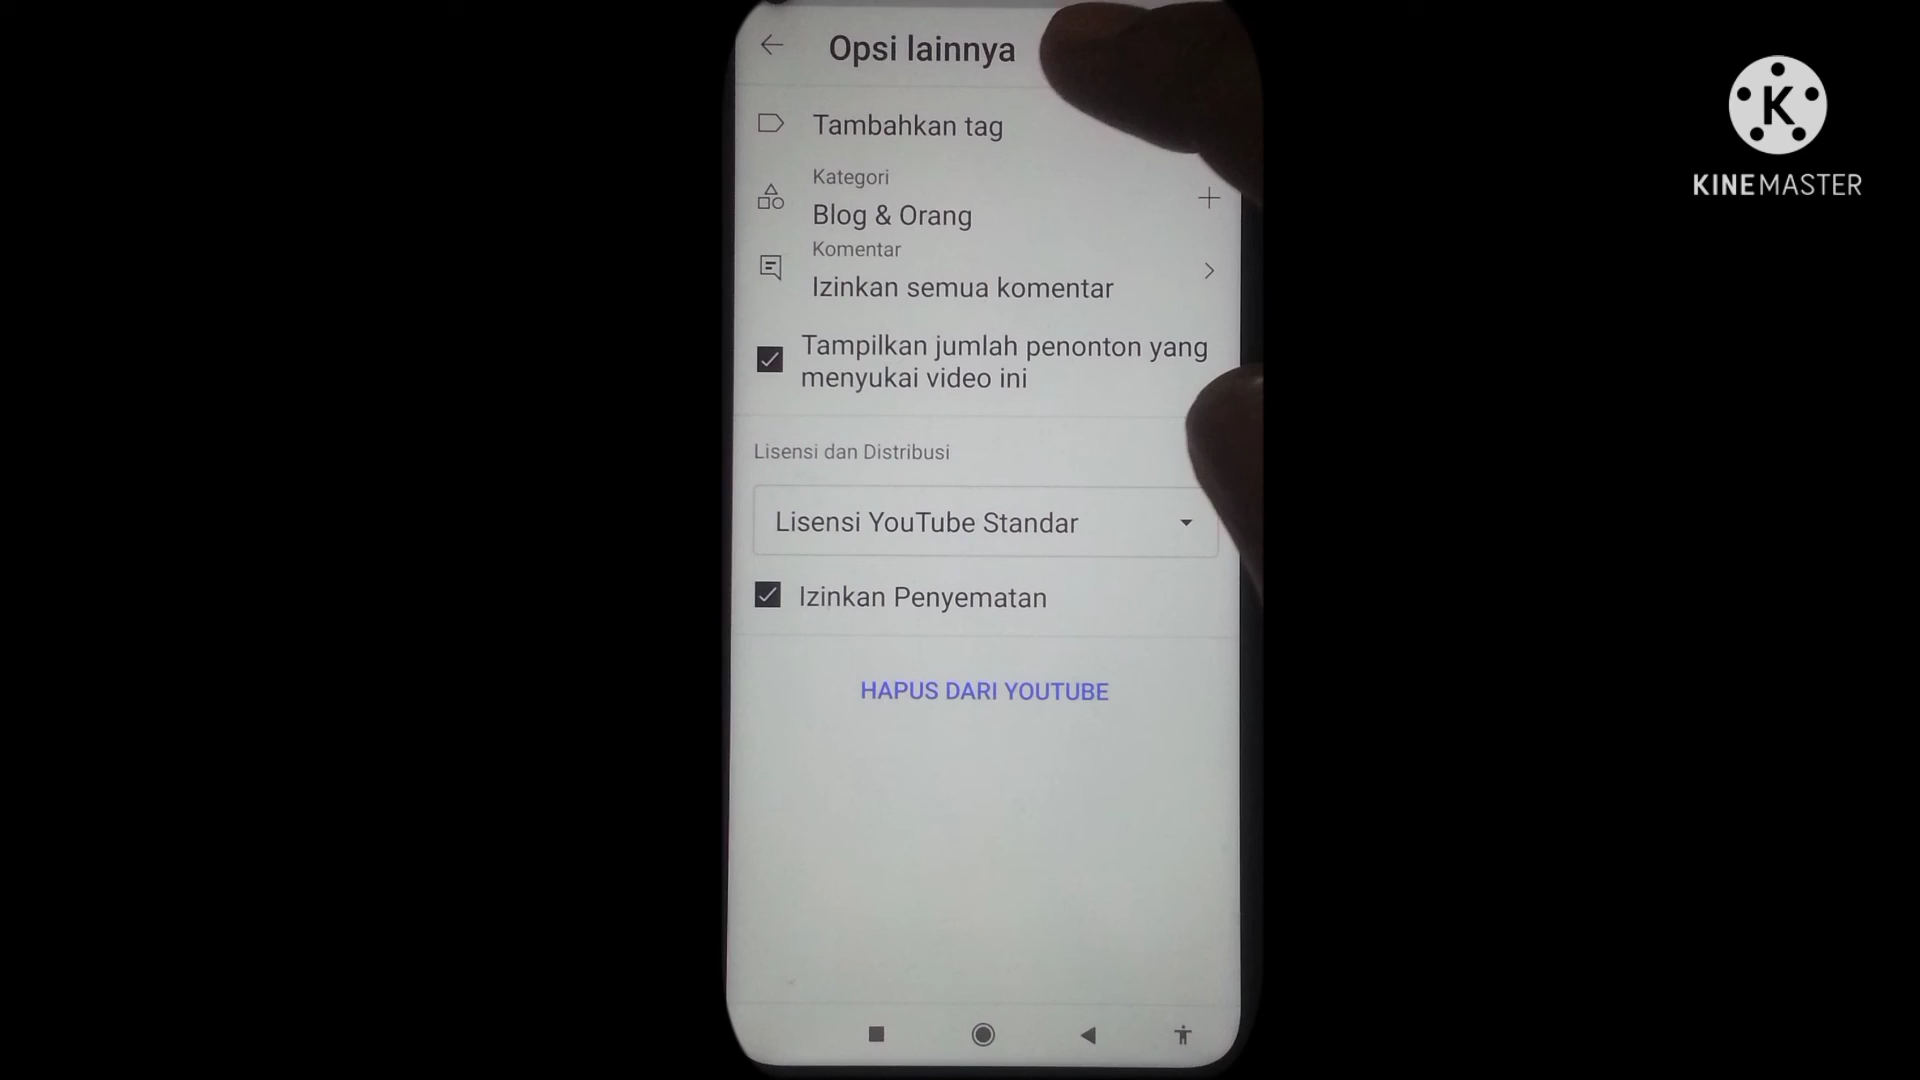 Opsi lainnya
Tambahkan tag
Kategori
Blog & Orang
Komentar
Izinkan semua komentar
Tampilkan jumlah penonton yang
menyukai video ini
Lisensi dan Distribusi
Lisensi YouTube Standar
Izinkan Penyematan
HAPUS DARI YOUTUBE
K
KINEMASTER